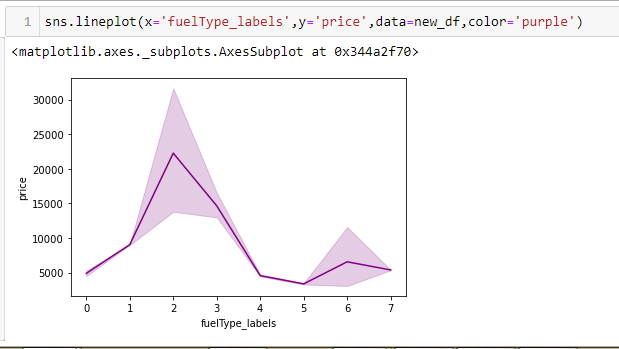 1 sns.lineplot(x='fuelType_labels',y='price',data=new_df,color='purple')
<matplotlib.axes._subplots.AxesSubplot at 0x344a2f70>
30000
25000
20000
15000
10000
5000
price
0 1 2 3 4 5 6 7
fuelType_labels